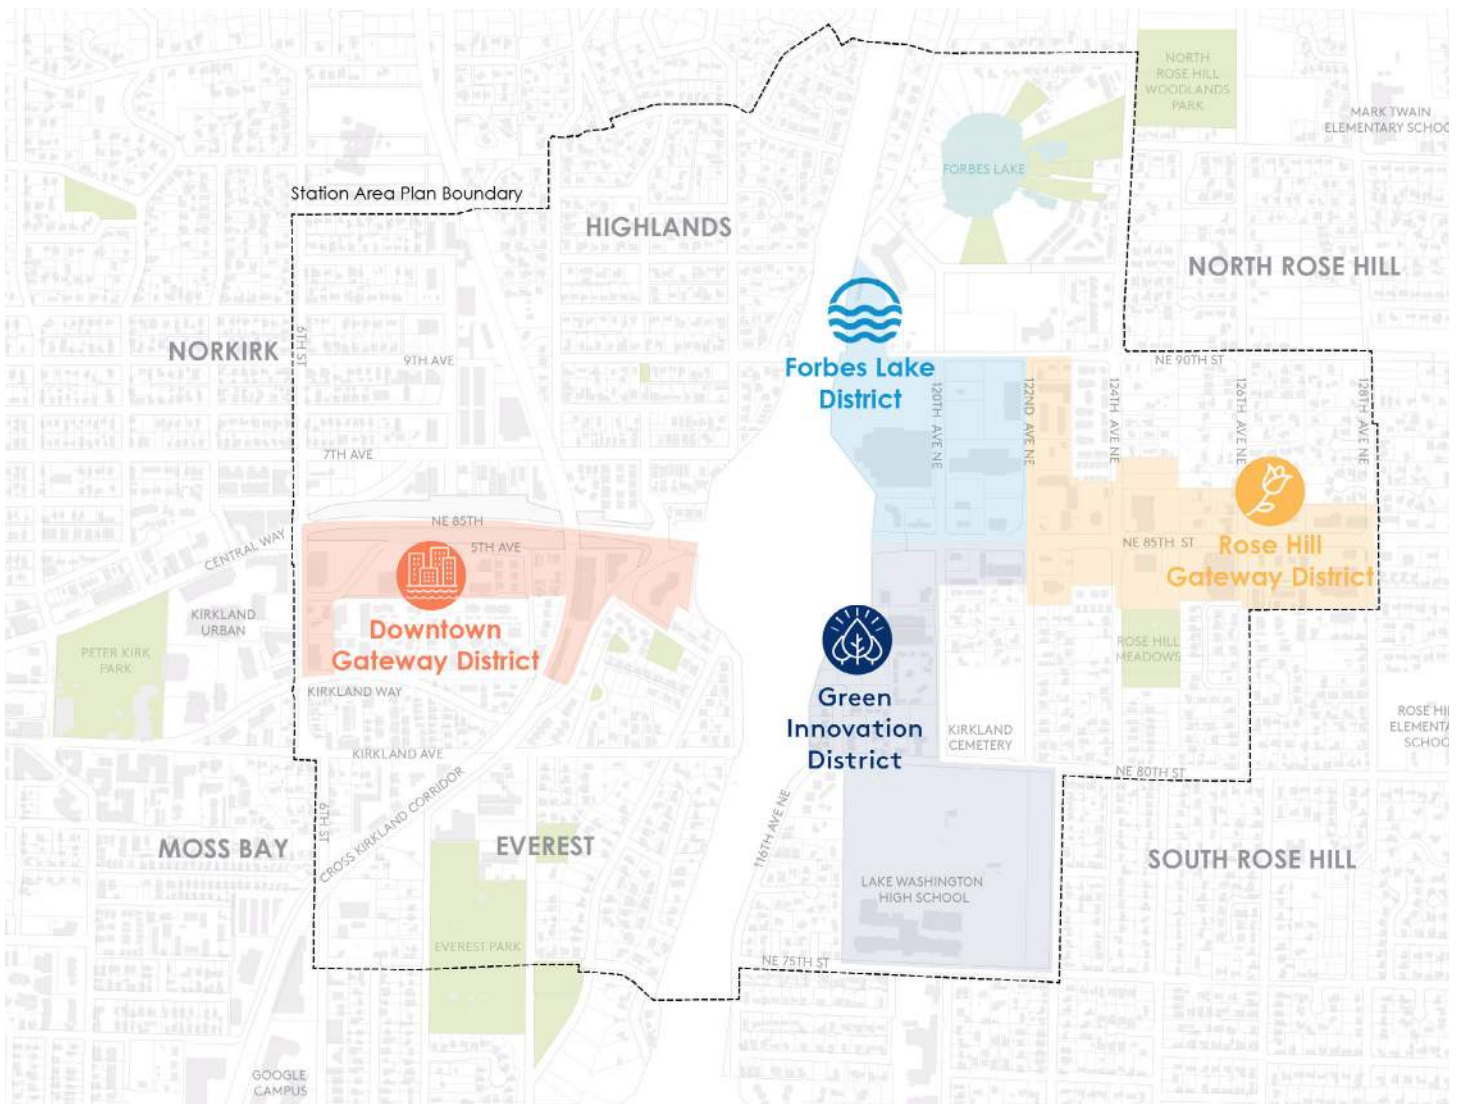 NORTH
ROSE HILL
WOODLANDS
PARK
MARK TWAIN
ELEMENTARY SCHOO
FORBES LAKE
Station Area Plan Boundary
HIGHLANDS
NORTH ROSE HILL
NORKIRK
6TH ST
9TH AVE
Forbes Lake
District
NE 90TH ST
120TH AVE NE
122ND AVE NE
124TH AVE NE
126TH AVE NE
128TH AVE NE
7TH AVE
NE 85TH
5TH AVE
CENTRAL WAY
NE 85TH ST
Rose Hill
Gateway District
KIRKLAND
URBAN
Downtown
Gateway District
PETER KIRK
PARK
ROSE HILL
MEADOWS
KIRKLAND WAY
Green
Innovation
District
KIRKLAND
CEMETERY
ROSE HI
ELEMENTA
SCHOO
KIRKLAND AVE
NE 80TH ST
6TH ST
CROSS KIRKLAND CORRIDOR
116TH AVE NE
MOSS BAY
EVEREST
SOUTH ROSE HILL
LAKE WASHINGTON
HIGH SCHOOL
EVEREST PARK
NE 75TH ST
GOOGLE
CAMPUS